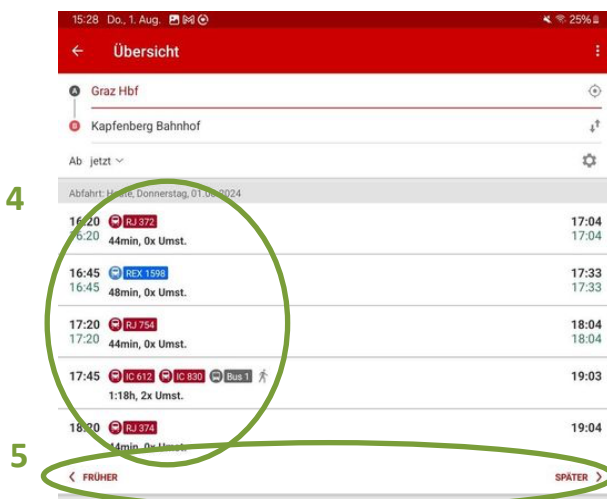 15:28 Do., 1. Aug. 25%
Übersicht
A Graz Hbf
B Kapfenberg Bahnhof
Ab jetzt
4
Abfahrt: Heute, Donnerstag, 01.08.2024
16:20 RJ 372 17:04
16:20 44min, 0x Umst. 17:04
16:45 REX 1598 17:33
16:45 48min, 0x Umst. 17:33
17:20 RJ 754 18:04
17:20 44min, 0x Umst. 18:04
17:45 IC 612 IC 830 Bus 1 19:03
1:18h, 2x Umst.
18:20 RJ 374 19:04
44min, 0x Umst.
5
FRÜHER SPÄTER